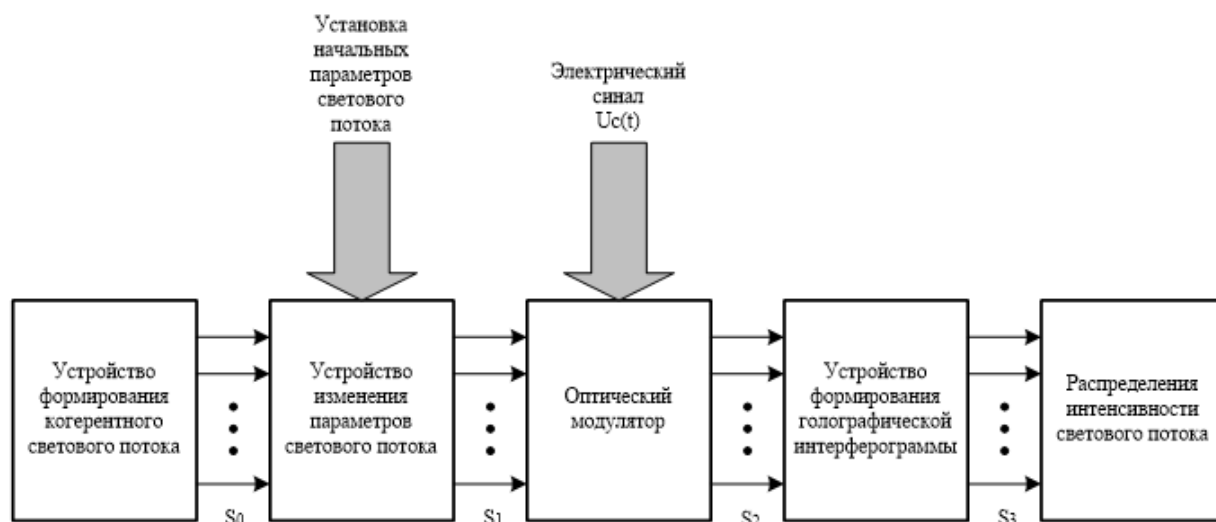 Установка
начальных
параметров
светового
потока
Электрический
синал
Uc(t)
Устройство
формирования
когерентного
светового потока
Устройство
изменения
параметров
светового потока
Оптический
модулятор
Устройство
формирования
голографической
интерферограммы
Распределения
интенсивности
светового потока
S0
S1
S2
S3